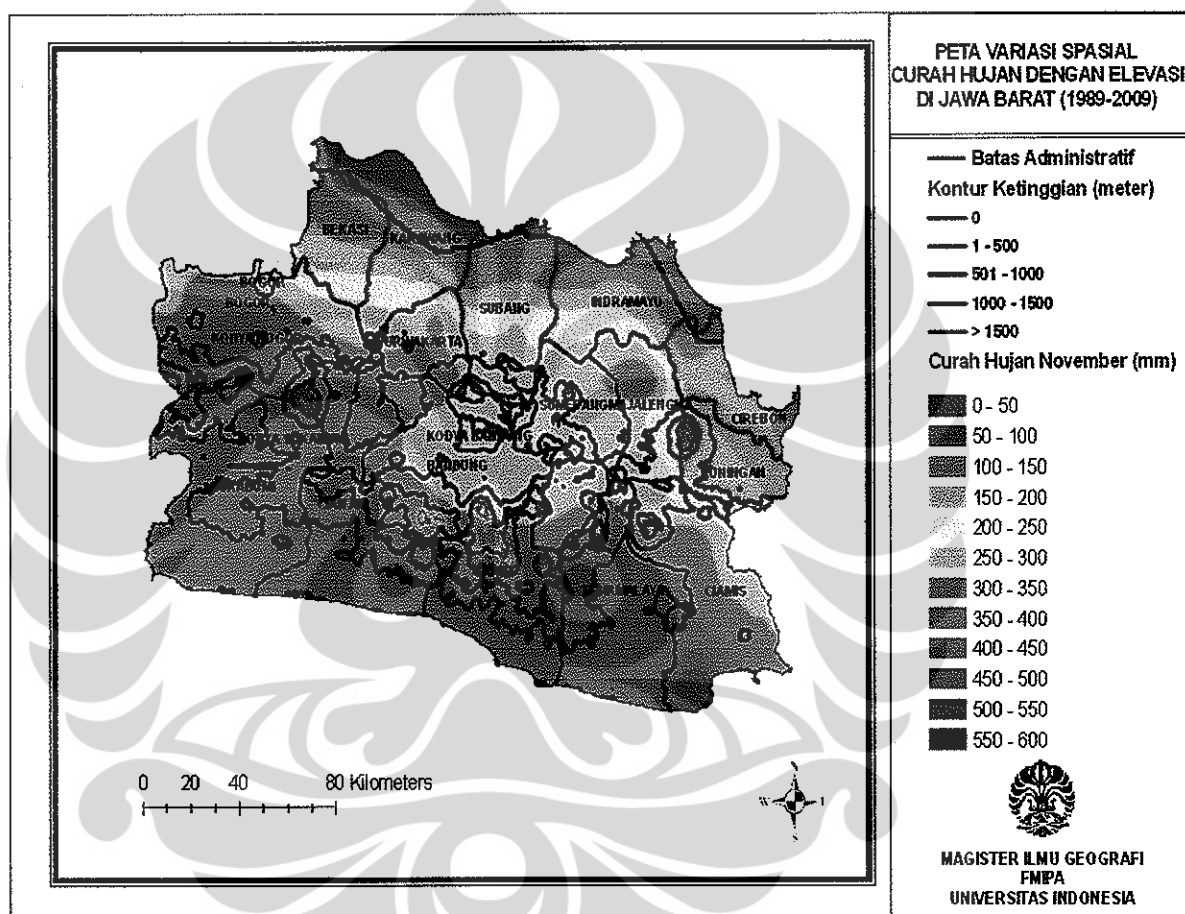 PETA VARIASI SPASIAL
CURAH HUJAN DENGAN ELEVASI
DI JAWA BARAT (1989-2009)
Batas Administratif
Kontur Ketinggian (meter)
0
1 - 500
501 - 1000
1000 - 1500
> 1500
Curah Hujan November (mm)
0 - 50
50 - 100
100 - 150
150 - 200
200 - 250
250 - 300
300 - 350
350 - 400
400 - 450
450 - 500
500 - 550
550 - 600
MAGISTER ILMU GEOGRAFI
FMIPA
UNIVERSITAS INDONESIA
BEKASI
SUBANG
INDRAMAYU
CIREBON
KODYA BANDUNG
BANDUNG
CIAMIS
0 20 40 80 Kilometers
W